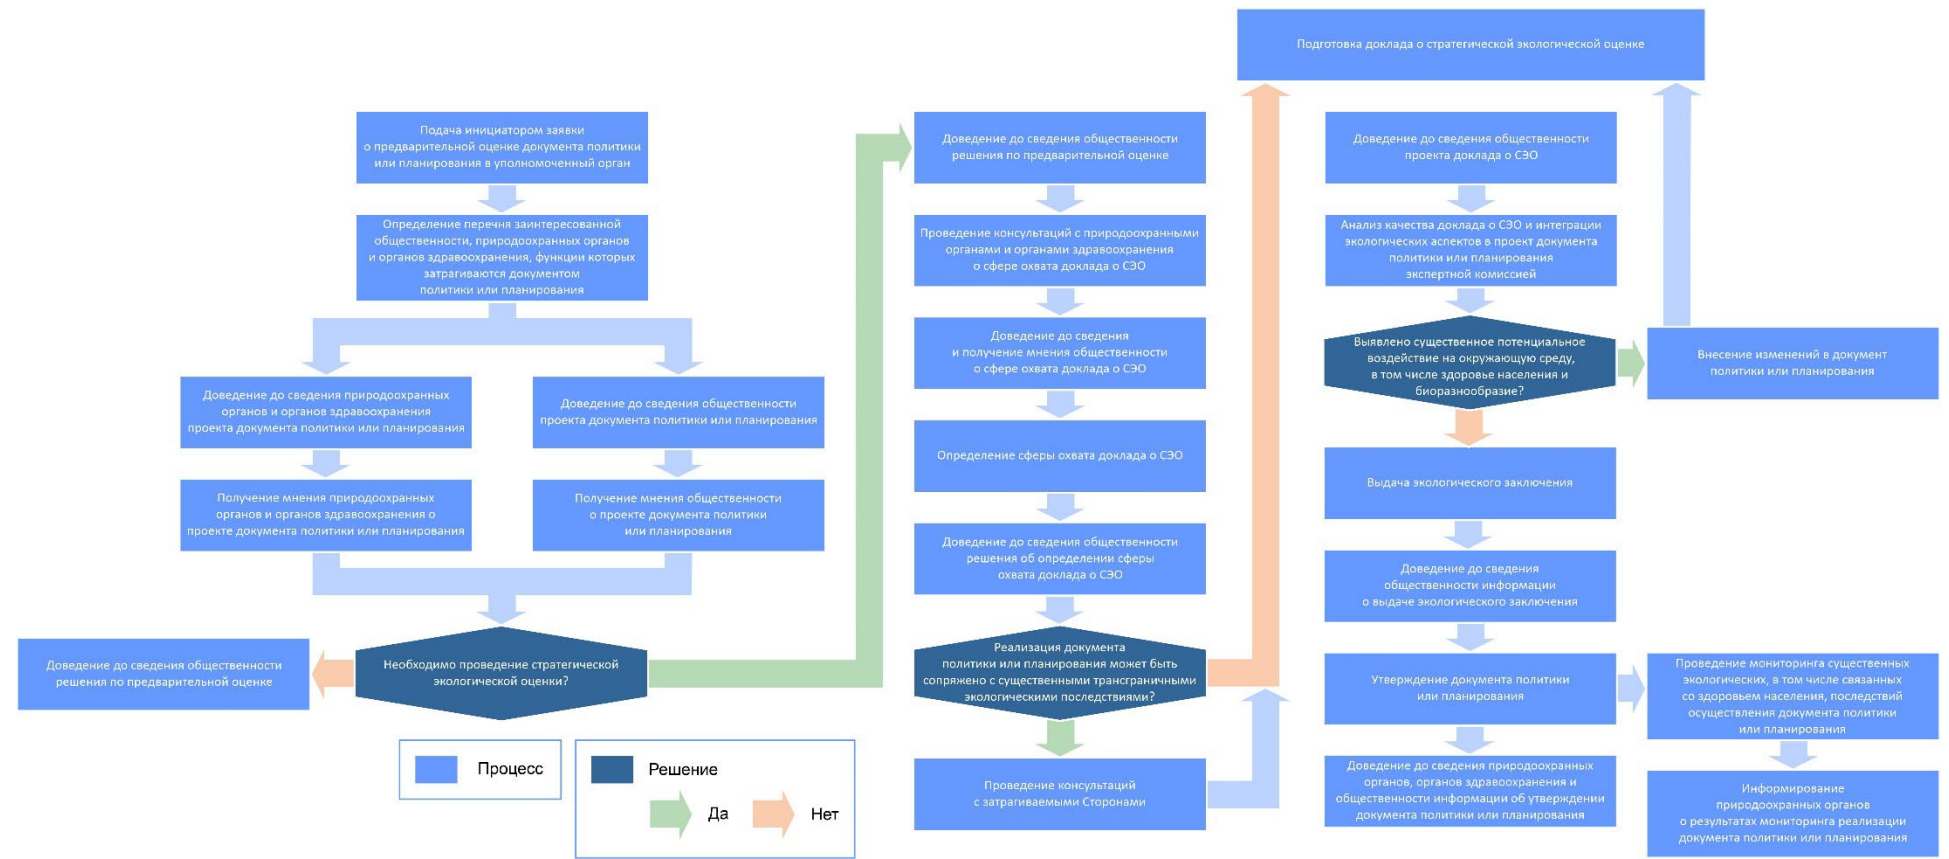 Подготовка доклада о стратегической экологической оценке
Подача инициатором заявки
о предварительной оценке документа политики
или планирования в уполномоченный орган
Определение перечня заинтересованной
общественности, природоохранных органов
и органов здравоохранения, функции которых
затрагиваются документом
политики или планирования
Доведение до сведения природоохранных
органов и органов здравоохранения
проекта документа политики или планирования
Доведение до сведения общественности
проекта документа политики или планирования
Получение мнения природоохранных
органов и органов здравоохранения о
проекте документа политики или планирования
Получение мнения общественности
о проекте документа политики
или планирования
Необходимо проведение стратегической
экологической оценки?
Доведение до сведения общественности
решения по предварительной оценке
Доведение до сведения общественности
решения по предварительной оценке
Проведение консультаций с природоохранными
органами и органами здравоохранения
о сфере охвата доклада о СЭО
Доведение до сведения
и получение мнения общественности
о сфере охвата доклада о СЭО
Определение сферы охвата доклада о СЭО
Доведение до сведения общественности
решения об определении сферы
охвата доклада о СЭО
Реализация документа
политики или планирования может быть
сопряжено с существенными трансграничными
экологическими последствиями?
Проведение консультаций
с затрагиваемыми Сторонами
Доведение до сведения общественности
проекта доклада о СЭО
Анализ качества доклада о СЭО и интеграции
экологических аспектов в проект документа
политики или планирования
экспертной комиссией
Выявлено существенное потенциальное
воздействие на окружающую среду,
в том числе здоровье населения и
биоразнообразие?
Внесение изменений в документ
политики или планирования
Выдача экологического заключения
Доведение до сведения
общественности информации
о выдаче экологического заключения
Утверждение документа политики
или планирования
Проведение мониторинга существенных
экологических, в том числе связанных
со здоровьем населения, последствий
осуществления документа политики
или планирования
Доведение до сведения природоохранных
органов, органов здравоохранения и
общественности информации об утверждении
документа политики или планирования
Информирование
природоохранных органов
о результатах мониторинга реализации
документа политики или планирования
Процесс
Решение
Да
Нет